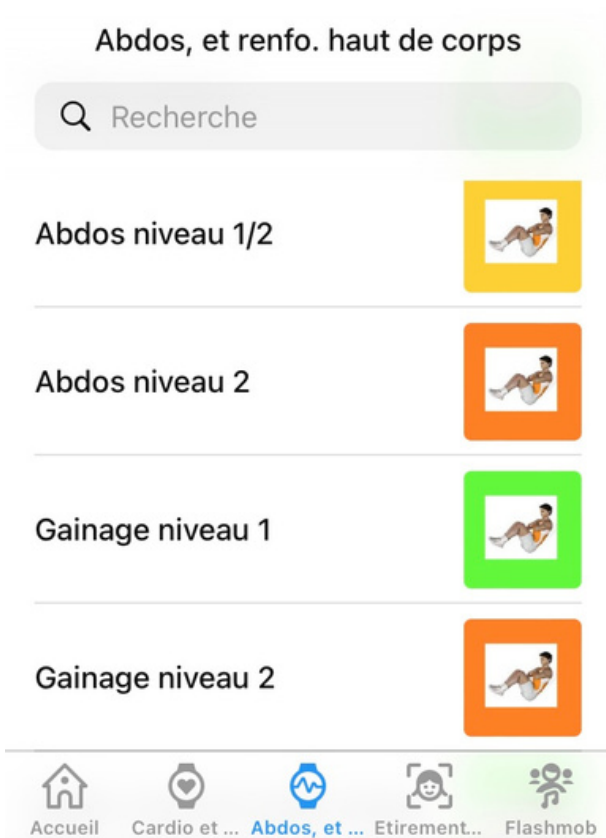 Abdos, et renfo. haut de corps
Recherche
Abdos niveau 1/2
Abdos niveau 2
Gainage niveau 1
Gainage niveau 2
Accueil
Cardio et ...
Abdos, et ...
Etirement...
Flashmob